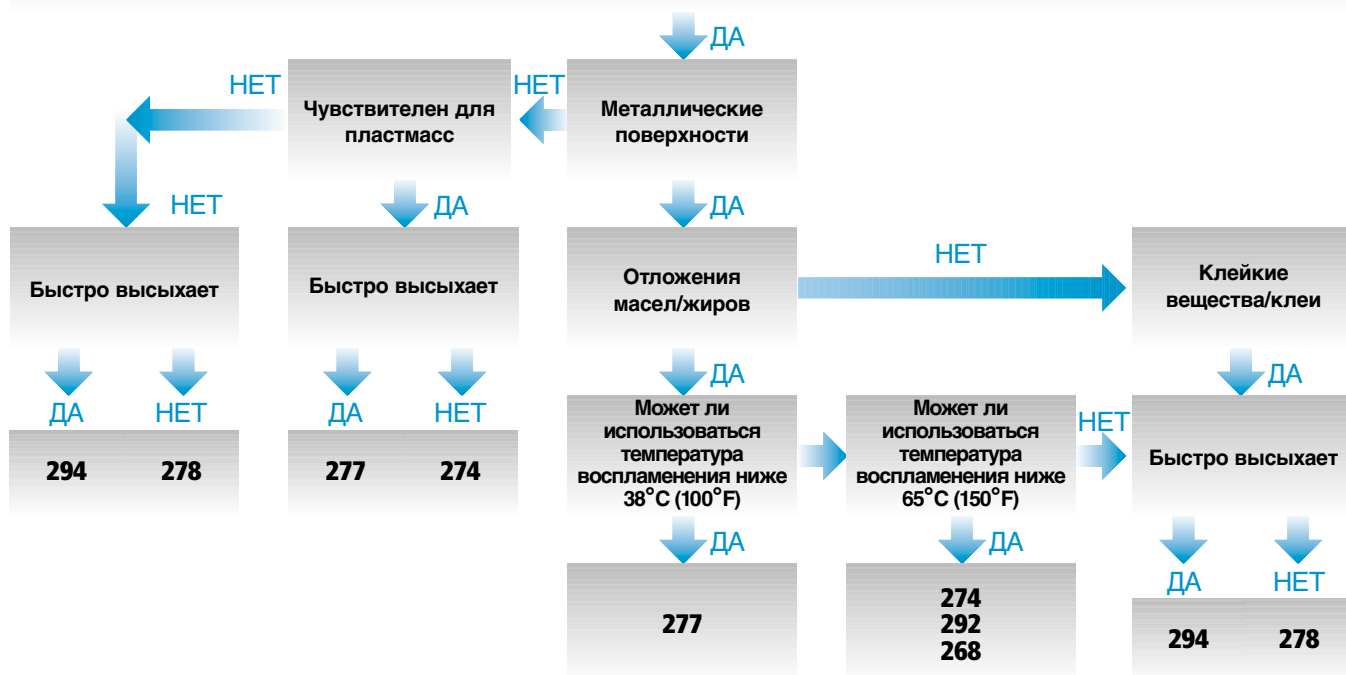 ДА
НЕТ
Чувствителен для
пластмасс
НЕТ
Металлические
поверхности
НЕТ
ДА
ДА
Быстро высыхает
Быстро высыхает
Отложения
масел/жиров
НЕТ
Клейкие
вещества/клеи
ДА
НЕТ
ДА
НЕТ
ДА
ДА
294
278
277
274
Может ли
использоваться
температура
воспламенения ниже
38°C (100°F)
Может ли
использоваться
температура
воспламенения ниже
65°C (150°F)
НЕТ
Быстро высыхает
ДА
ДА
ДА
НЕТ
277
274
292
268
294
278